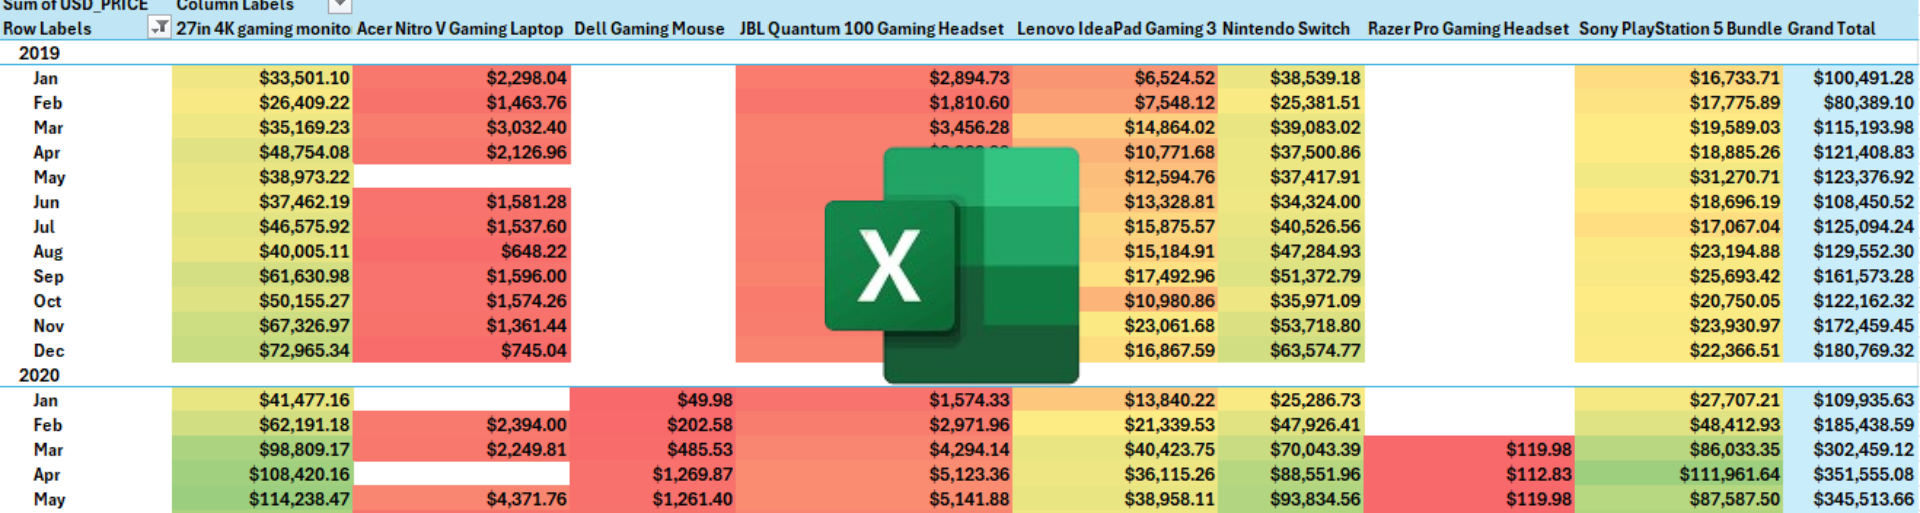 Sum of USD_PRICE Column Labels
Row Labels 27in 4K gaming monito Acer Nitro V Gaming Laptop Dell Gaming Mouse JBL Quantum 100 Gaming Headset Lenovo IdeaPad Gaming 3 Nintendo Switch Razer Pro Gaming Headset Sony PlayStation 5 Bundle Grand Total
2019
Jan $33,501.10 $2,298.04 $2,894.73 $6,524.52 $38,539.18 $16,733.71 $100,491.28
Feb $26,409.22 $1,463.76 $1,810.60 $7,548.12 $25,381.51 $17,775.89 $80,389.10
Mar $35,169.23 $3,032.40 $3,456.28 $14,864.02 $39,083.02 $19,589.03 $115,193.98
Apr $48,754.08 $2,126.96 $10,771.68 $37,500.86 $18,885.26 $121,408.83
May $38,973.22 $12,594.76 $37,417.91 $31,270.71 $123,376.92
Jun $37,462.19 $1,581.28 $13,328.81 $34,324.00 $18,696.19 $108,450.52
Jul $46,575.92 $1,537.60 $15,875.57 $40,526.56 $17,067.04 $125,094.24
Aug $40,005.11 $648.22 $15,184.91 $47,284.93 $23,194.88 $129,552.30
Sep $61,630.98 $1,596.00 $17,492.96 $51,372.79 $25,693.42 $161,573.28
Oct $50,155.27 $1,574.26 $10,980.86 $35,971.09 $20,750.05 $122,162.32
Nov $67,326.97 $1,361.44 $23,061.68 $53,718.80 $23,930.97 $172,459.45
Dec $72,965.34 $745.04 $16,867.59 $63,574.77 $22,366.51 $180,769.32
X
2020
Jan $41,477.16 $49.98 $1,574.33 $13,840.22 $25,286.73 $27,707.21 $109,935.63
Feb $62,191.18 $2,394.00 $202.58 $2,971.96 $21,339.53 $47,926.41 $48,412.93 $185,438.59
Mar $98,809.17 $2,249.81 $485.53 $4,294.14 $40,423.75 $70,043.39 $119.98 $86,033.35 $302,459.12
Apr $108,420.16 $1,269.87 $5,123.36 $36,115.26 $88,551.96 $112.83 $111,961.64 $351,555.08
May $114,238.47 $4,371.76 $1,261.40 $5,141.88 $38,958.11 $93,834.56 $119.98 $87,587.50 $345,513.66